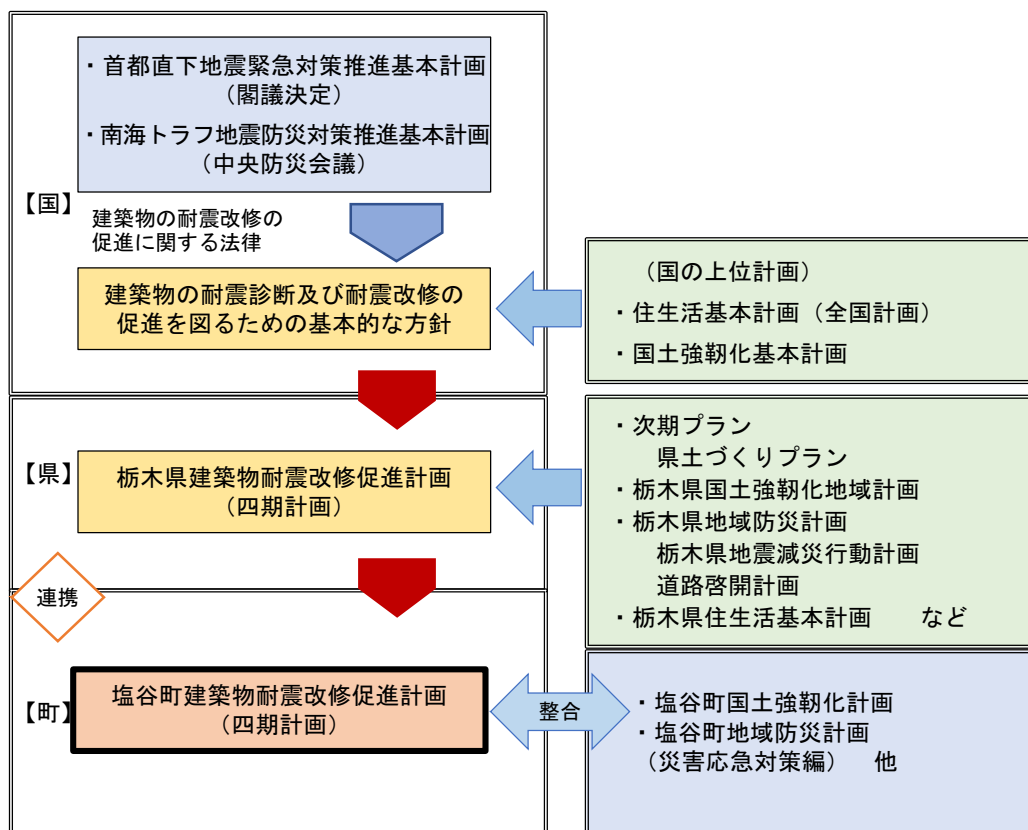 ・首都直下地震緊急対策推進基本計画
（閣議決定）
・南海トラフ地震防災対策推進基本計画
（中央防災会議）
【国】
建築物の耐震改修の
促進に関する法律
建築物の耐震診断及び耐震改修の
促進を図るための基本的な方針
（国の上位計画）
・住生活基本計画（全国計画）
・国土強靱化基本計画
【県】
栃木県建築物耐震改修促進計画
（四期計画）
・次期プラン
県土づくりプラン
・栃木県国土強靱化地域計画
・栃木県地域防災計画
栃木県地震減災行動計画
道路啓開計画
・栃木県住生活基本計画　　など
連携
【町】
塩谷町建築物耐震改修促進計画
（四期計画）
整合
・塩谷町国土強靱化計画
・塩谷町地域防災計画
（災害応急対策編）　他